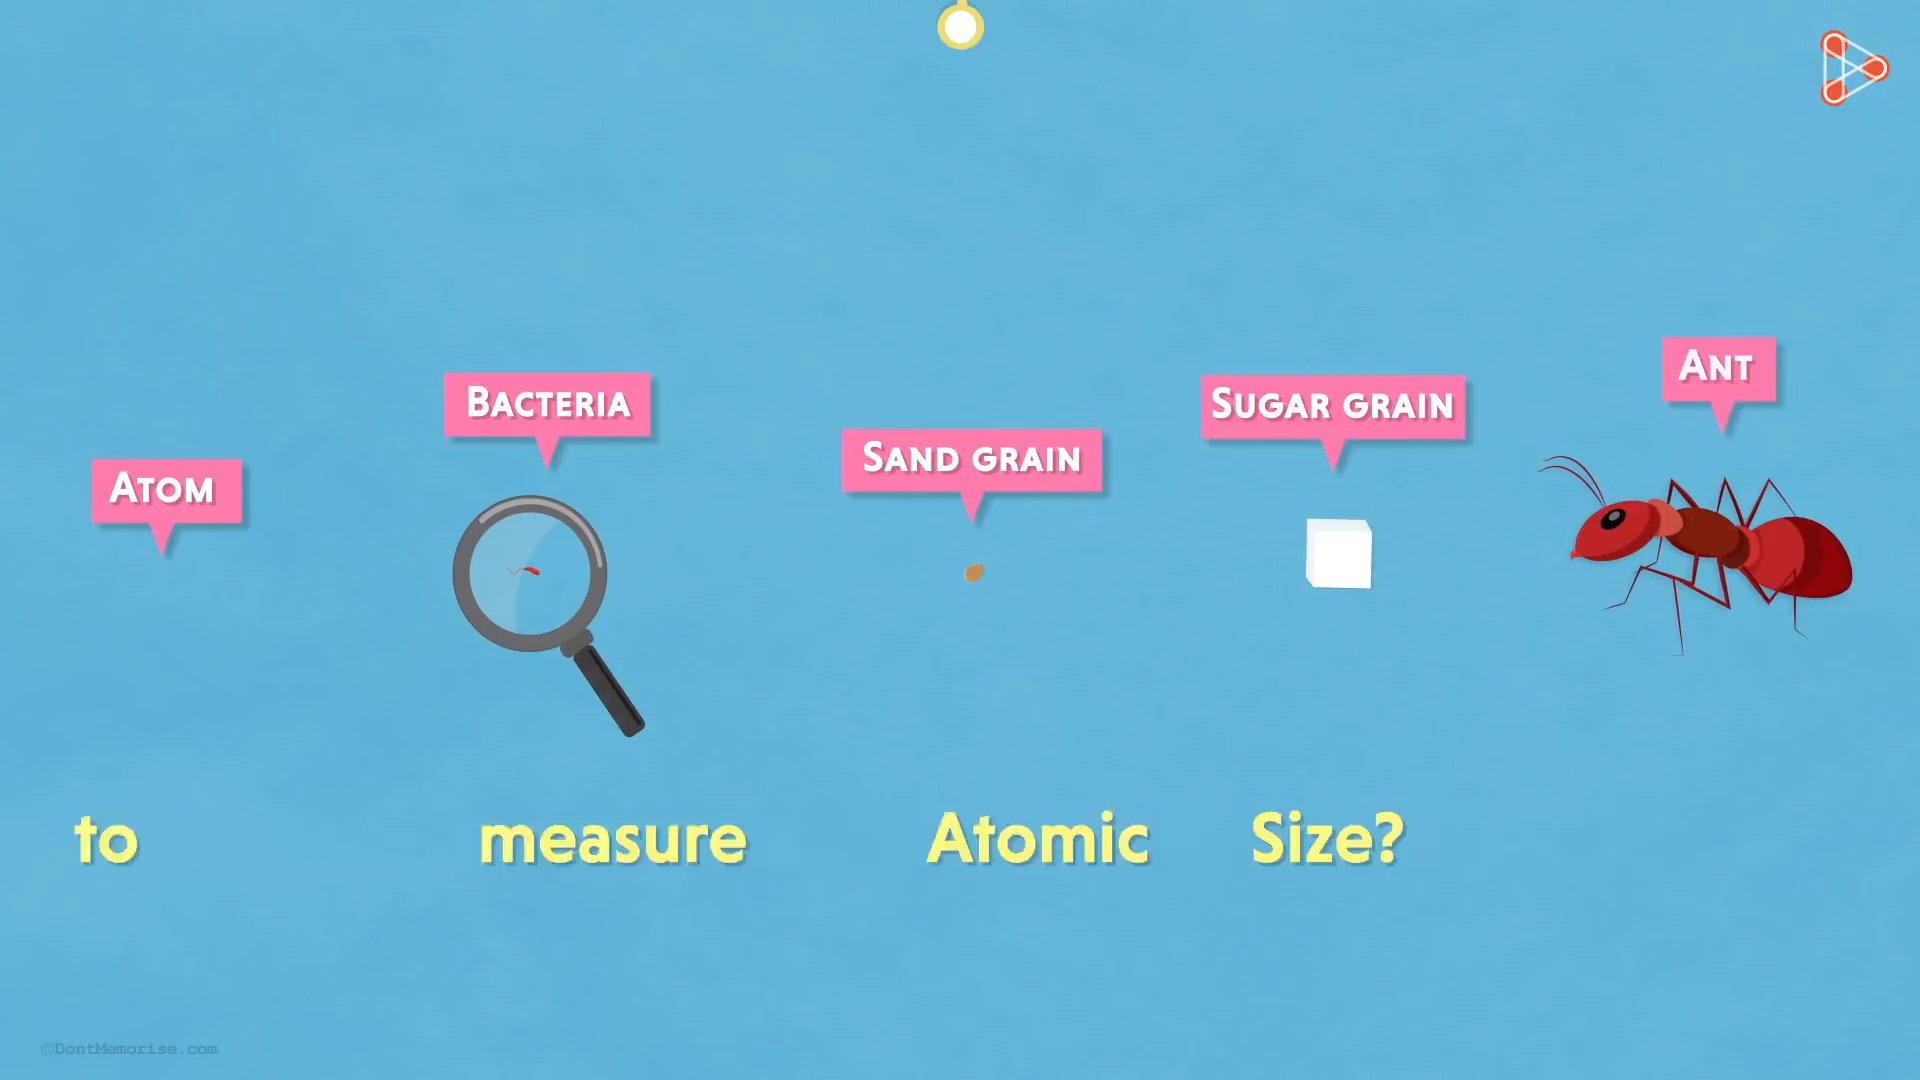 Ant
Bacteria
Sugar grain
Sand grain
Atom
to measure Atomic Size?
©DontMemorise.com